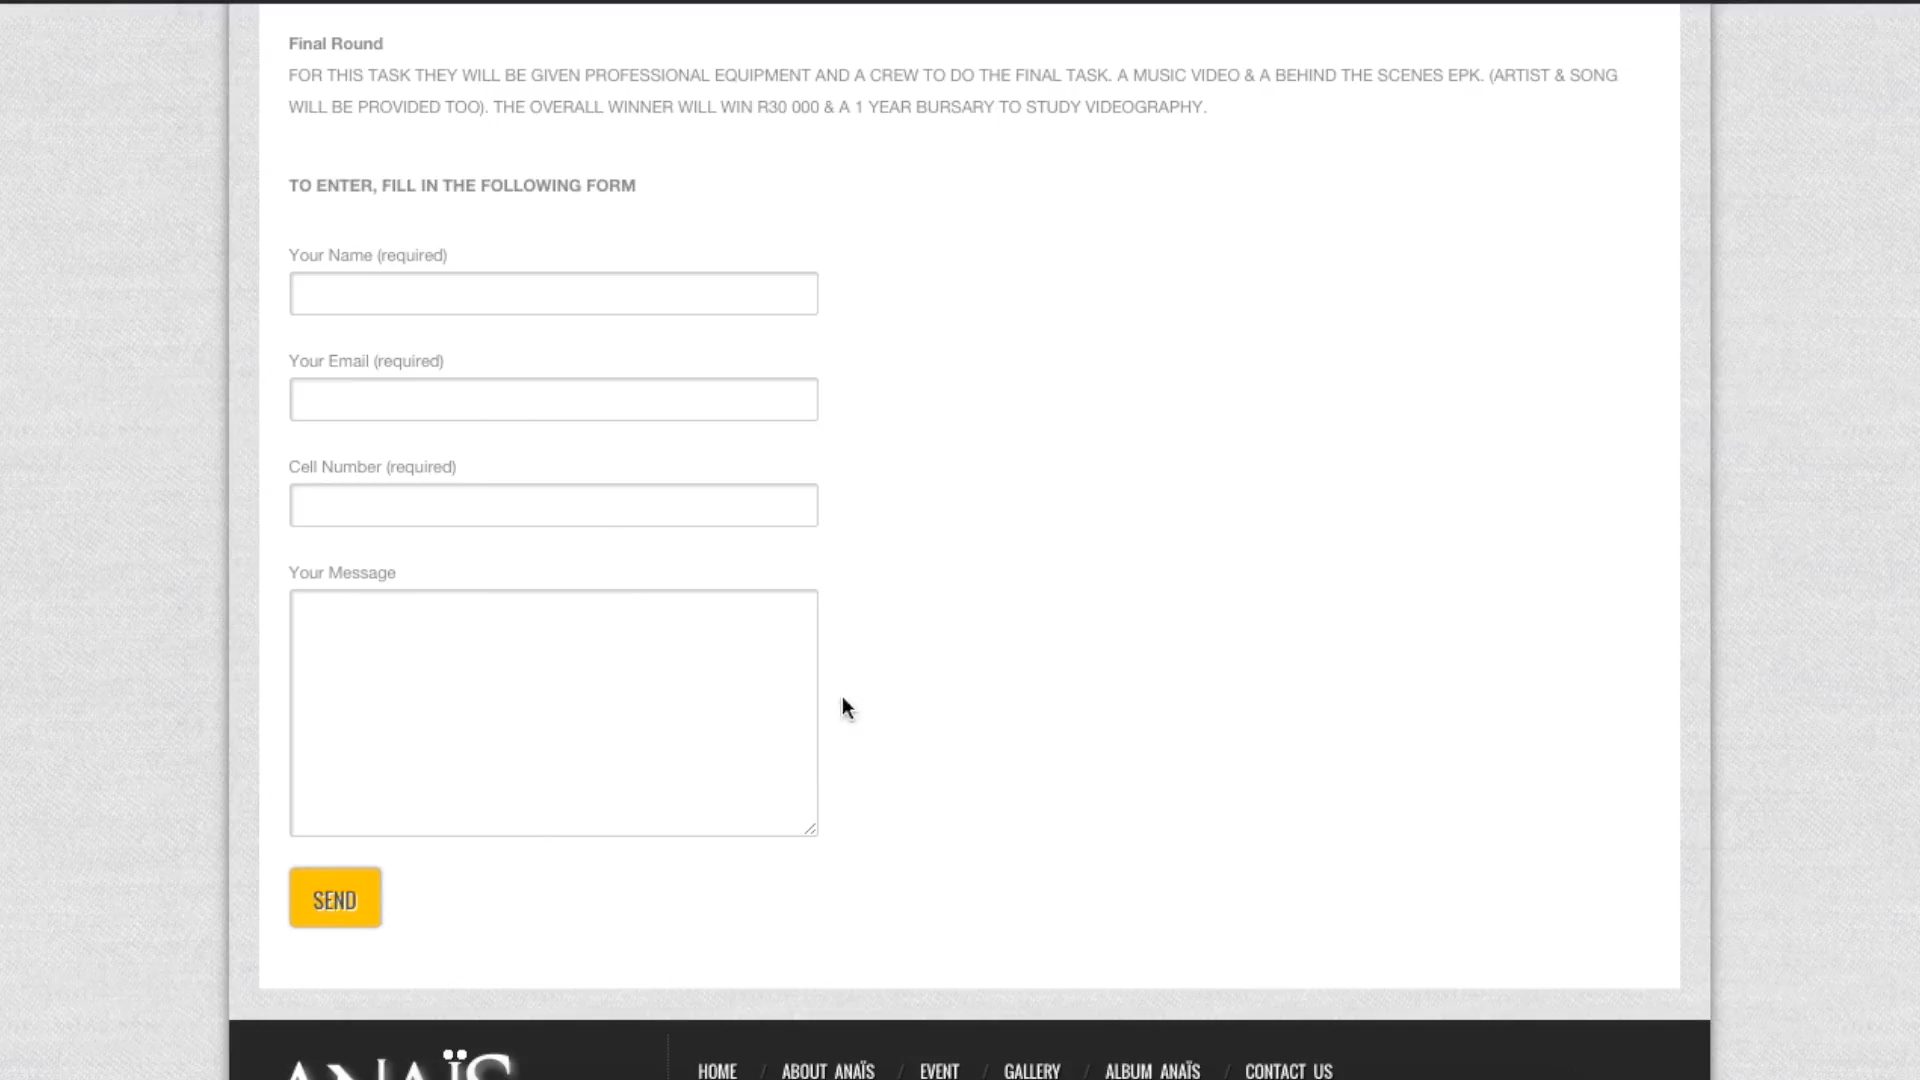 Final Round
FOR THIS TASK THEY WILL BE GIVEN PROFESSIONAL EQUIPMENT AND A CREW TO DO THE FINAL TASK. A MUSIC VIDEO & A BEHIND THE SCENES EPK. (ARTIST & SONG
WILL BE PROVIDED TOO). THE OVERALL WINNER WILL WIN R30 000 & A 1 YEAR BURSARY TO STUDY VIDEOGRAPHY.
TO ENTER, FILL IN THE FOLLOWING FORM
Your Name (required)
Your Email (required)
Cell Number (required)
Your Message
SEND
ANAÏS
HOME / ABOUT ANAÏS / EVENT / GALLERY / ALBUM ANAÏS / CONTACT US